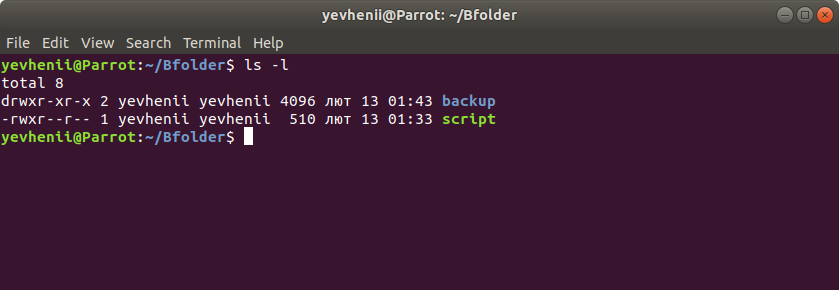 yevhenii@Parrot: ~/Bfolder
File Edit View Search Terminal Help
yevhenii@Parrot:~/Bfolder$ ls -l
total 8
drwxr-xr-x 2 yevhenii yevhenii 4096 лют 13 01:43 backup
-rwxr--r-- 1 yevhenii yevhenii  510 лют 13 01:33 script
yevhenii@Parrot:~/Bfolder$